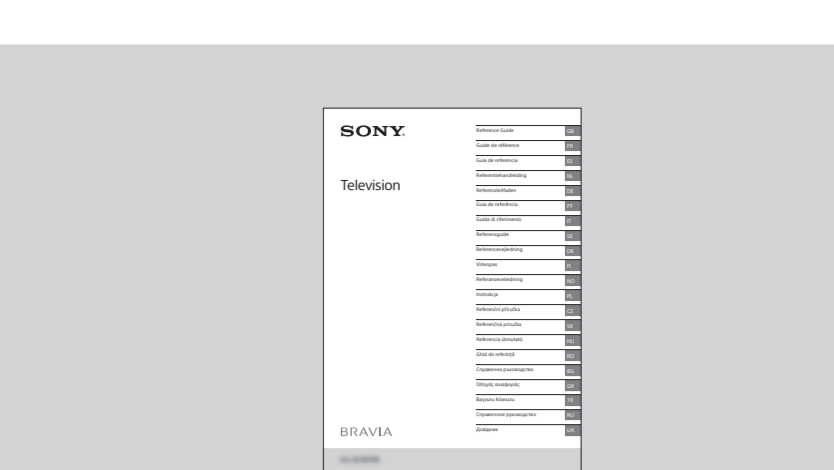 SONY
Television
Reference Guide GB
Guide de référence FR
Guía de referencia ES
Referentiehandleiding NL
Referenzleitfaden DE
Guia de referência PT
Guida di riferimento IT
Referensguide SE
Referencevejledning DK
Viiteopas FI
Referanseveiledning NO
Instrukcja PL
Referenční příručka CZ
Referenčná príručka SK
Referencia útmutató HU
Ghid de referință RO
Справочно ръководство BG
Οδηγός αναφοράς GR
Başvuru Kılavuzu TR
Справочное руководство RU
Довідник UA
BRAVIA